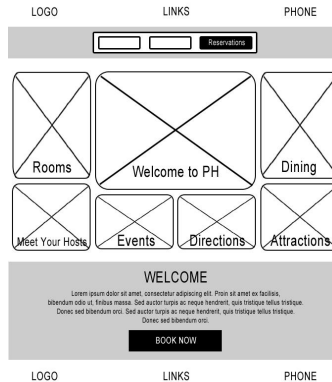 LOGO LINKS PHONE
Reservations
Rooms
Welcome to PH
Dining
Meet Your Hosts
Events
Directions
Attractions
WELCOME
Lorem ipsum dolor sit amet, consectetur adipiscing elit. Proin sit amet ex facilisis,
bibendum odio ut, finibus massa. Sed auctor turpis ac neque hendrerit, quis tristique tellus tristique.
Donec sed bibendum orci. Sed auctor turpis ac neque hendrerit, quis tristique tellus tristique.
Donec sed bibendum orci.
BOOK NOW
LOGO LINKS PHONE